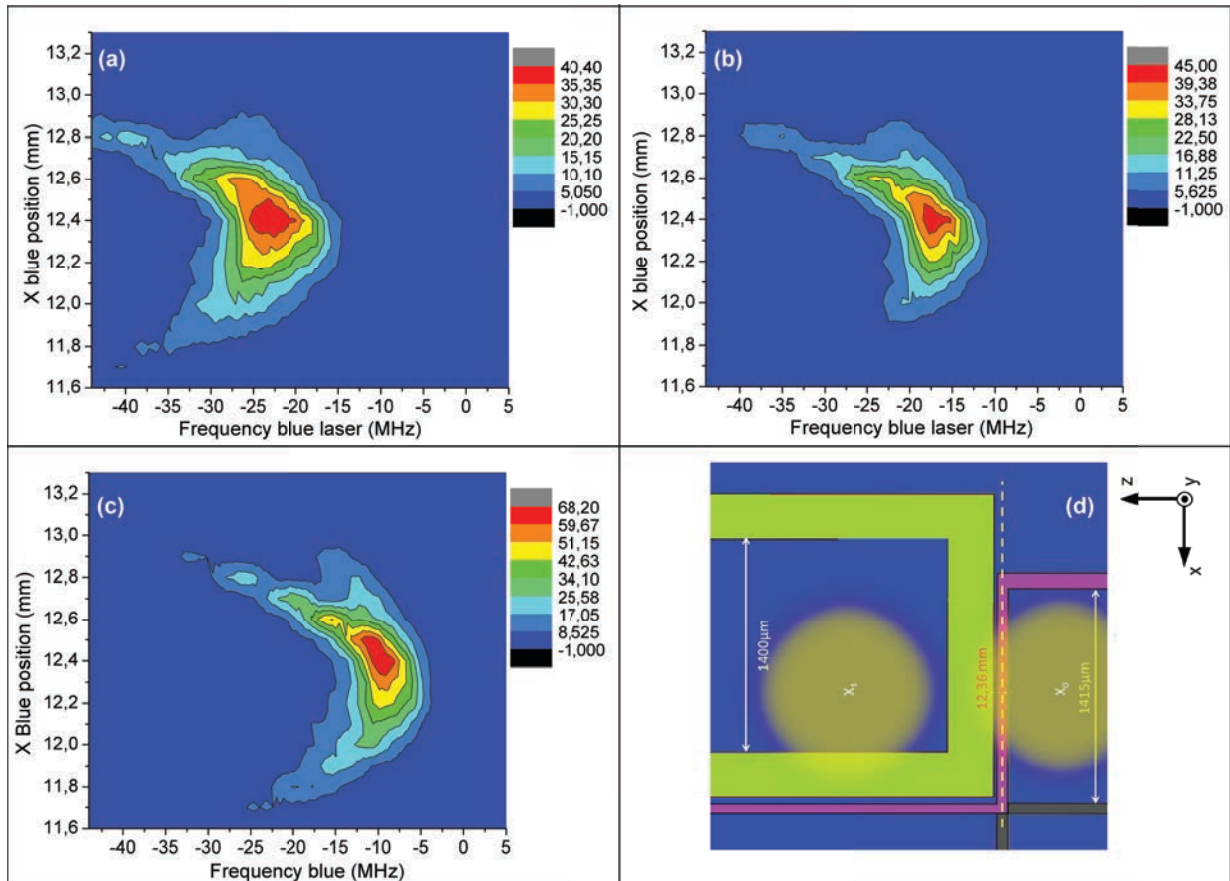 (a)
X blue position (mm)
13,2
13,0
12,8
12,6
12,4
12,2
12,0
11,8
11,6
-40 -35 -30 -25 -20 -15 -10 -5 0 5
Frequency blue laser (MHz)
40,40
35,35
30,30
25,25
20,20
15,15
10,10
5,050
-1,000
(b)
X blue position (mm)
13,2
13,0
12,8
12,6
12,4
12,2
12,0
11,8
11,6
-40 -35 -30 -25 -20 -15 -10 -5 0 5
Frequency blue laser (MHz)
45,00
39,38
33,75
28,13
22,50
16,88
11,25
5,625
-1,000
(c)
X Blue position (mm)
13,2
13,0
12,8
12,6
12,4
12,2
12,0
11,8
11,6
-40 -35 -30 -25 -20 -15 -10 -5 0 5
Frequency blue (MHz)
68,20
59,67
51,15
42,63
34,10
25,58
17,05
8,525
-1,000
(d)
1400µm
X₁
12,36 mm
X₀
1415µm
z
y
x